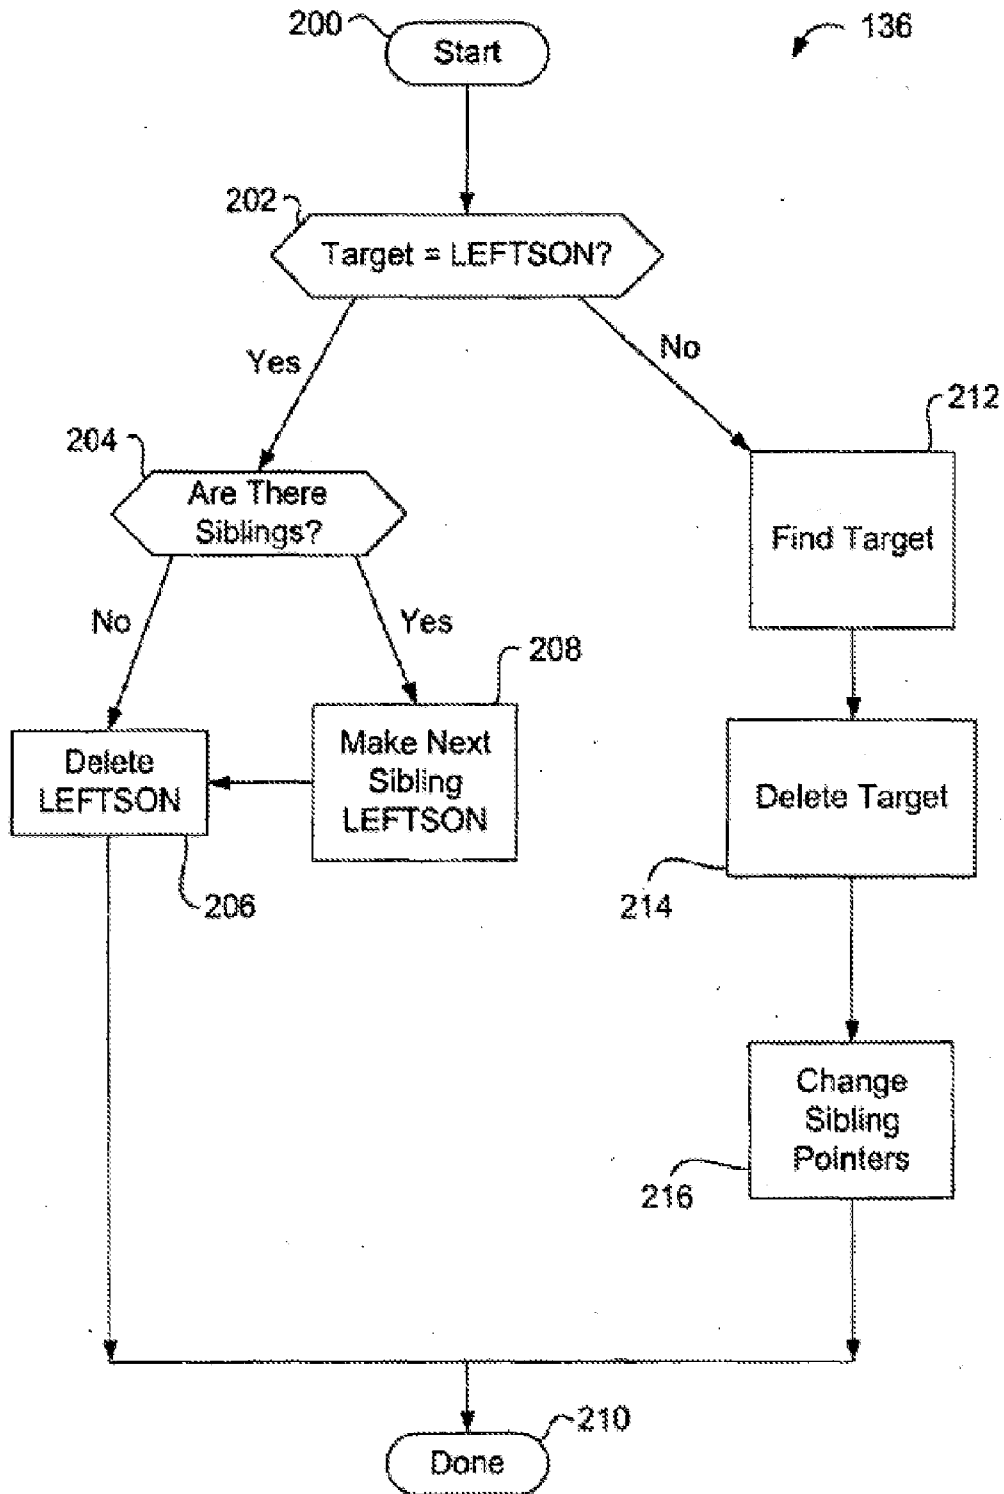 200
Start
136
202
Target = LEFTSON?
Yes
No
212
204
Are There
Siblings?
Find Target
No
Yes
208
Delete
LEFTSON
Make Next
Sibling
LEFTSON
Delete Target
206
214
Change
Sibling
Pointers
216
210
Done